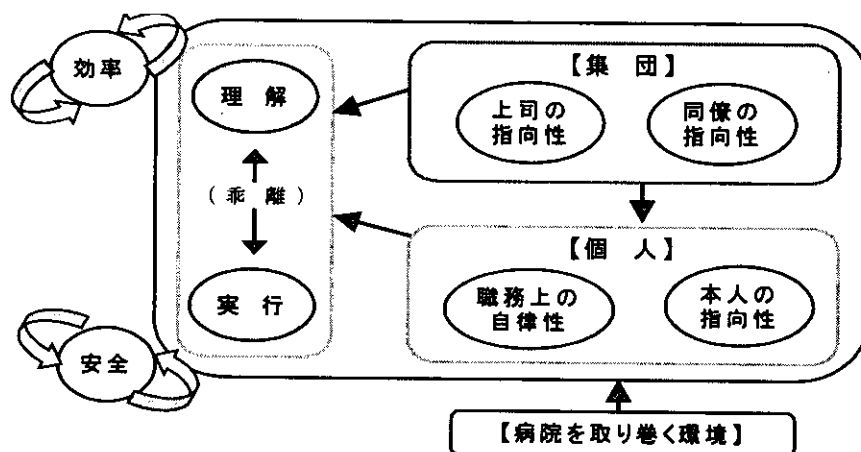 効率
理解
(乖離)
実行
安全
【集団】
上司の
指向性
同僚の
指向性
【個人】
職務上の
自律性
本人の
指向性
【病院を取り巻く環境】